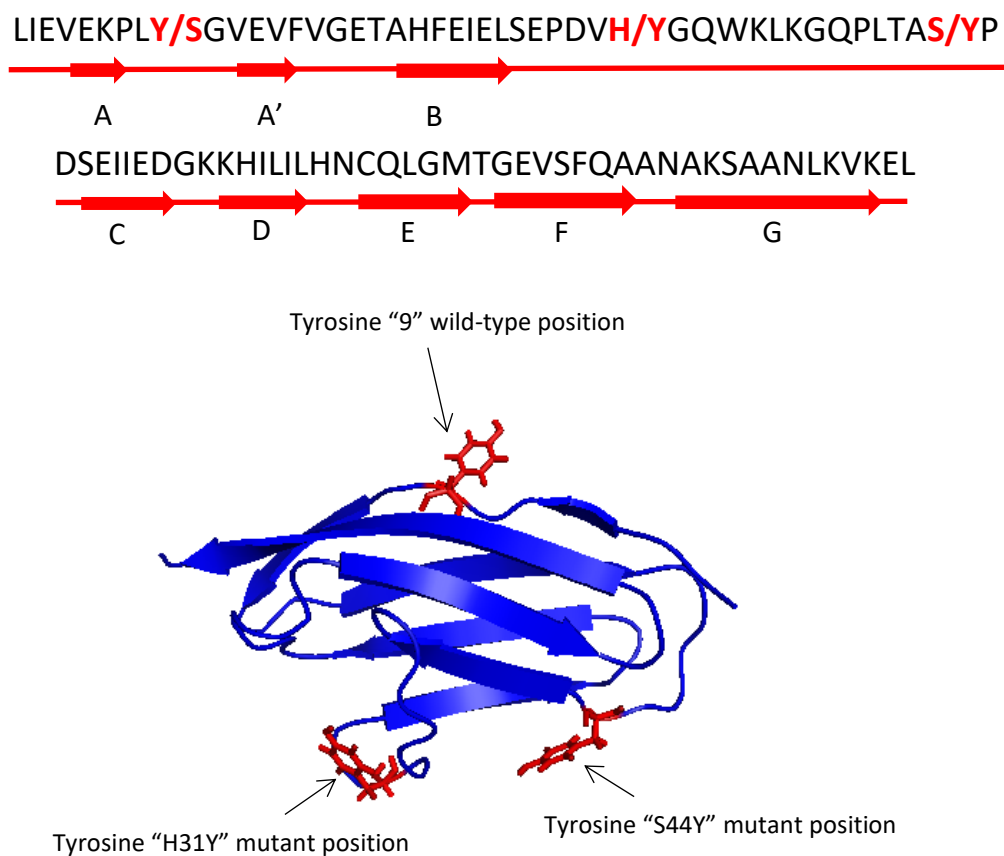 LIEVEKPLY/SGVEVFVGETAHFEIELSEPDVH/YGQWKLKGQPLTAS/YP
A A’ B
DSEIIEDGKKHILILHNCQLGMTGEVSFQAANAKSAANLKVKEL
C D E F G
Tyrosine “9” wild-type position
Tyrosine “H31Y” mutant position
Tyrosine “S44Y” mutant position